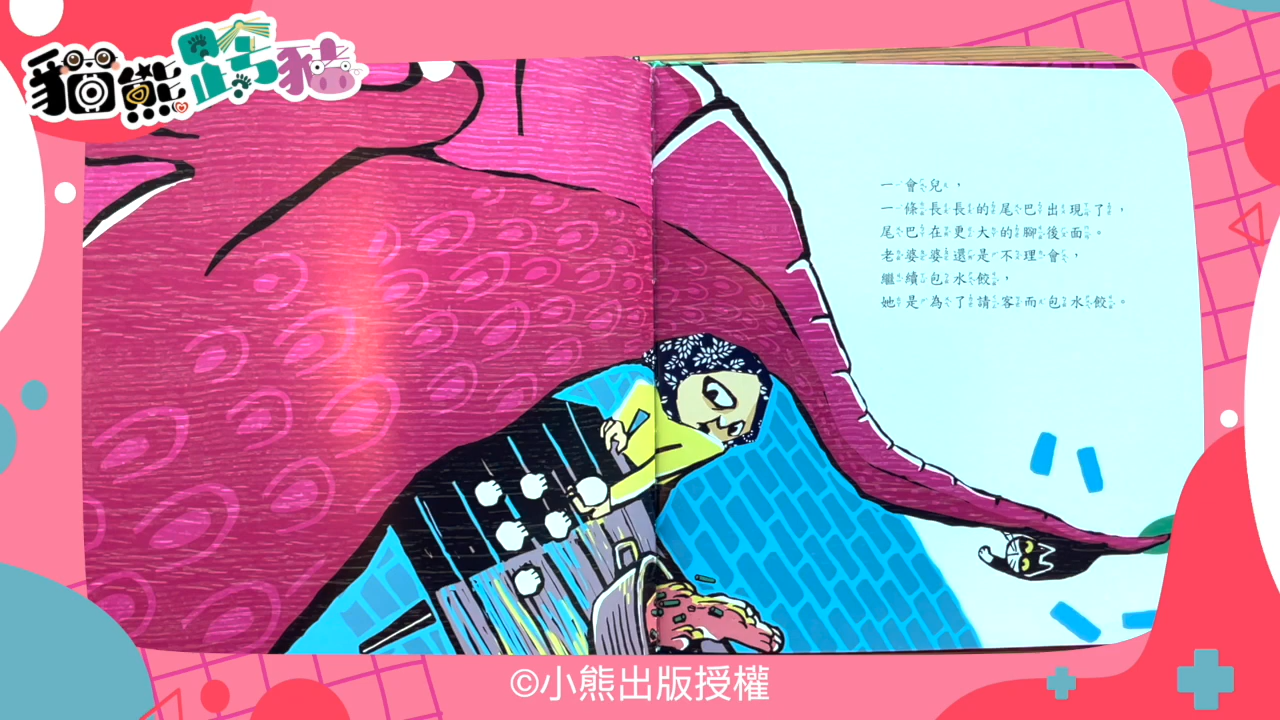 貓熊跨豬
一會兒，
一條長長的尾巴出現了，
尾巴在更大的腳後面。
老婆婆還是不理會，
繼續包水餃，
她是為了請客而包水餃。
©小熊出版授權